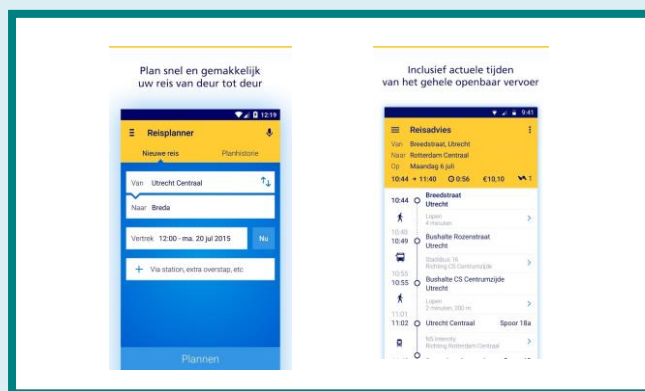 Plan snel en gemakkelijk
uw reis van deur tot deur
12:19
Reisplanner
Nieuwe reis Planhistorie
Van Utrecht Centraal
Naar Breda
Vertrek 12:00 - ma. 20 jul 2015 Nu
+ Via station, extra overstap, etc
Plannen
Inclusief actuele tijden
van het gehele openbaar vervoer
9:41
Reisadvies
Van Breedstraat, Utrecht
Naar Rotterdam Centraal
Op Maandag 6 juli
10:44 → 11:40 0:56 €10,10 1
10:44 Breedstraat
Utrecht
Lopen
4 minuten
10:48
10:49 Bushalte Rozenstraat
Utrecht
Stadsbus 16
Richting CS Centrumzijde
10:55
10:55 Bushalte CS Centrumzijde
Utrecht
Lopen
2 minuten, 200 m
11:01
11:02 Utrecht Centraal Spoor 18a
NS Intercity
Richting Rotterdam Centraal